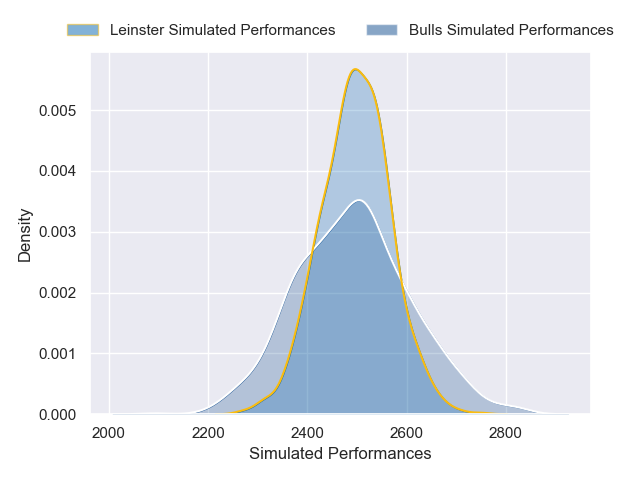 Leinster Simulated Performances Bulls Simulated Performances
0.005
0.004
0.003
0.002
0.001
0.000
Density
2000 2200 2400 2600 2800
Simulated Performances